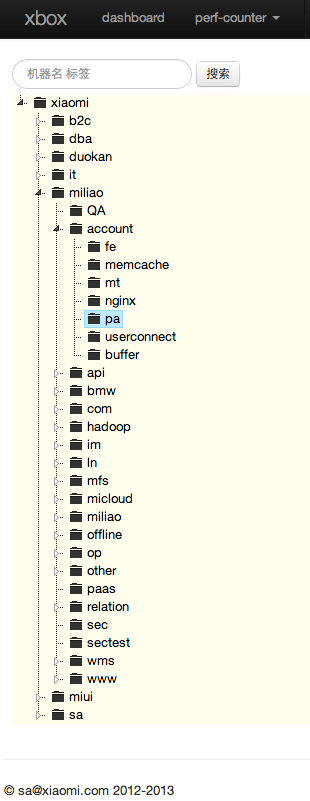 xbox dashboard perf-counter
机器名 标签 搜索
xiaomi
b2c
dba
duokan
it
miliao
QA
account
fe
memcache
mt
nginx
pa
userconnect
buffer
api
bmw
com
hadoop
im
ln
mfs
micloud
miliao
offline
op
other
paas
relation
sec
sectest
wms
www
miui
sa
© sa@xiaomi.com 2012-2013